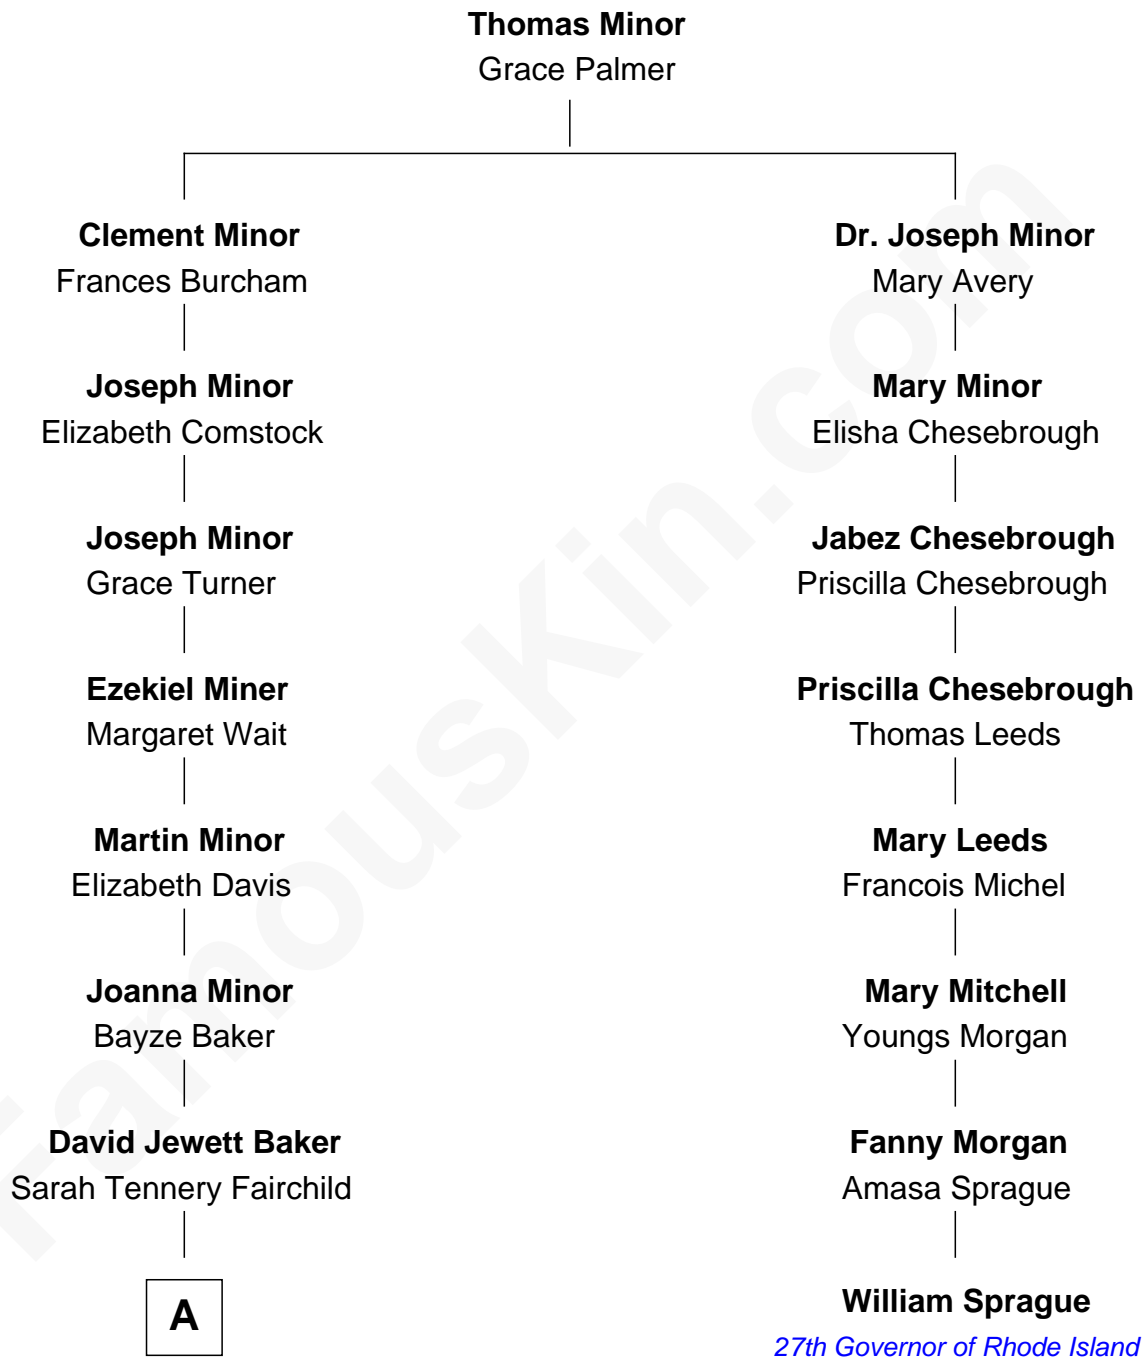 Thomas Minor
Grace Palmer
Clement Minor
Frances Burcham
Joseph Minor
Elizabeth Comstock
Joseph Minor
Grace Turner
Ezekiel Miner
Margaret Wait
Martin Minor
Elizabeth Davis
Joanna Minor
Bayze Baker
David Jewett Baker
Sarah Tennery Fairchild
A
Dr. Joseph Minor
Mary Avery
Mary Minor
Elisha Chesebrough
Jabez Chesebrough
Priscilla Chesebrough
Priscilla Chesebrough
Thomas Leeds
Mary Leeds
Francois Michel
Mary Mitchell
Youngs Morgan
Fanny Morgan
Amasa Sprague
William Sprague
27th Governor of Rhode Island
FamousKin.com